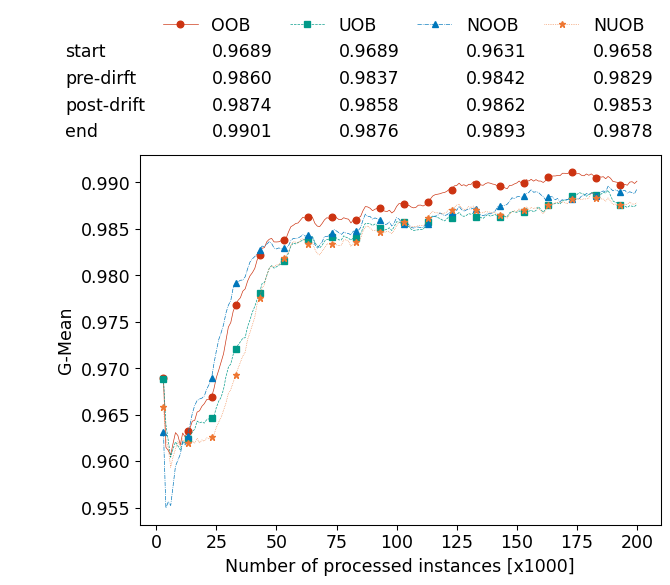 OOB UOB NOOB NUOB
start 0.9689 0.9689 0.9631 0.9658
pre-dirft 0.9860 0.9837 0.9842 0.9829
post-drift 0.9874 0.9858 0.9862 0.9853
end 0.9901 0.9876 0.9893 0.9878
0.990
0.985
0.980
0.975
0.970
0.965
0.960
0.955
G-Mean
0 25 50 75 100 125 150 175 200
Number of processed instances [x1000]